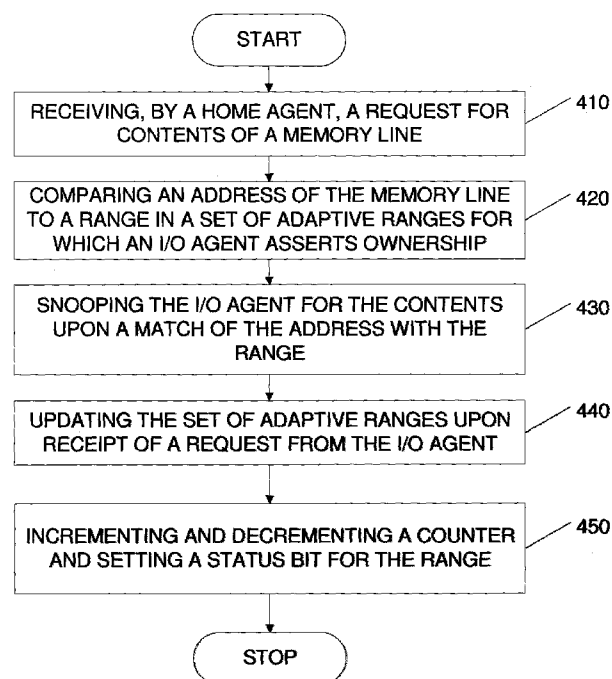 START
RECEIVING, BY A HOME AGENT, A REQUEST FOR
CONTENTS OF A MEMORY LINE
410
COMPARING AN ADDRESS OF THE MEMORY LINE
TO A RANGE IN A SET OF ADAPTIVE RANGES FOR
WHICH AN I/O AGENT ASSERTS OWNERSHIP
420
SNOOPING THE I/O AGENT FOR THE CONTENTS
UPON A MATCH OF THE ADDRESS WITH THE
RANGE
430
UPDATING THE SET OF ADAPTIVE RANGES UPON
RECEIPT OF A REQUEST FROM THE I/O AGENT
440
INCREMENTING AND DECREMENTING A COUNTER
AND SETTING A STATUS BIT FOR THE RANGE
450
STOP